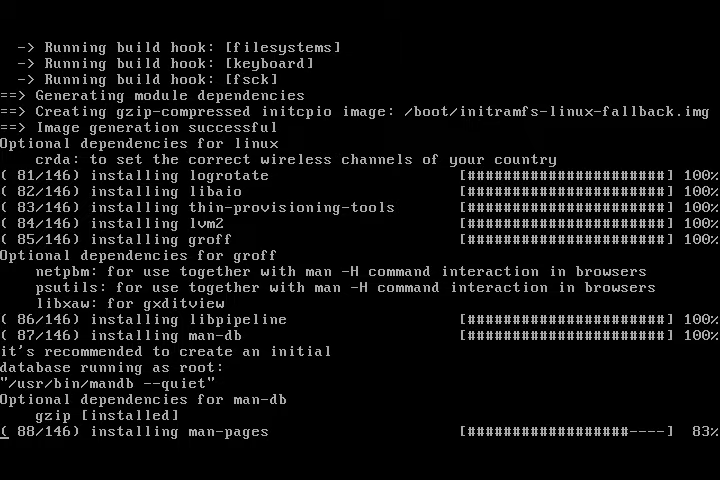 -> Running build hook: [filesystems]
-> Running build hook: [keyboard]
-> Running build hook: [fsck]
==> Generating module dependencies
==> Creating gzip-compressed initcpio image: /boot/initramfs-linux-fallback.img
==> Image generation successful
Optional dependencies for linux
crda: to set the correct wireless channels of your country
( 81/146) installing logrotate [######################] 100%
( 82/146) installing libaio [######################] 100%
( 83/146) installing thin-provisioning-tools [######################] 100%
( 84/146) installing lvm2 [######################] 100%
( 85/146) installing groff [######################] 100%
Optional dependencies for groff
netpbm: for use together with man -H command interaction in browsers
psutils: for use together with man -H command interaction in browsers
libxaw: for gxditview
( 86/146) installing libpipeline [######################] 100%
( 87/146) installing man-db [######################] 100%
it's recommended to create an initial
database running as root:
"/usr/bin/mandb --quiet"
Optional dependencies for man-db
gzip [installed]
( 88/146) installing man-pages [##################----] 83%